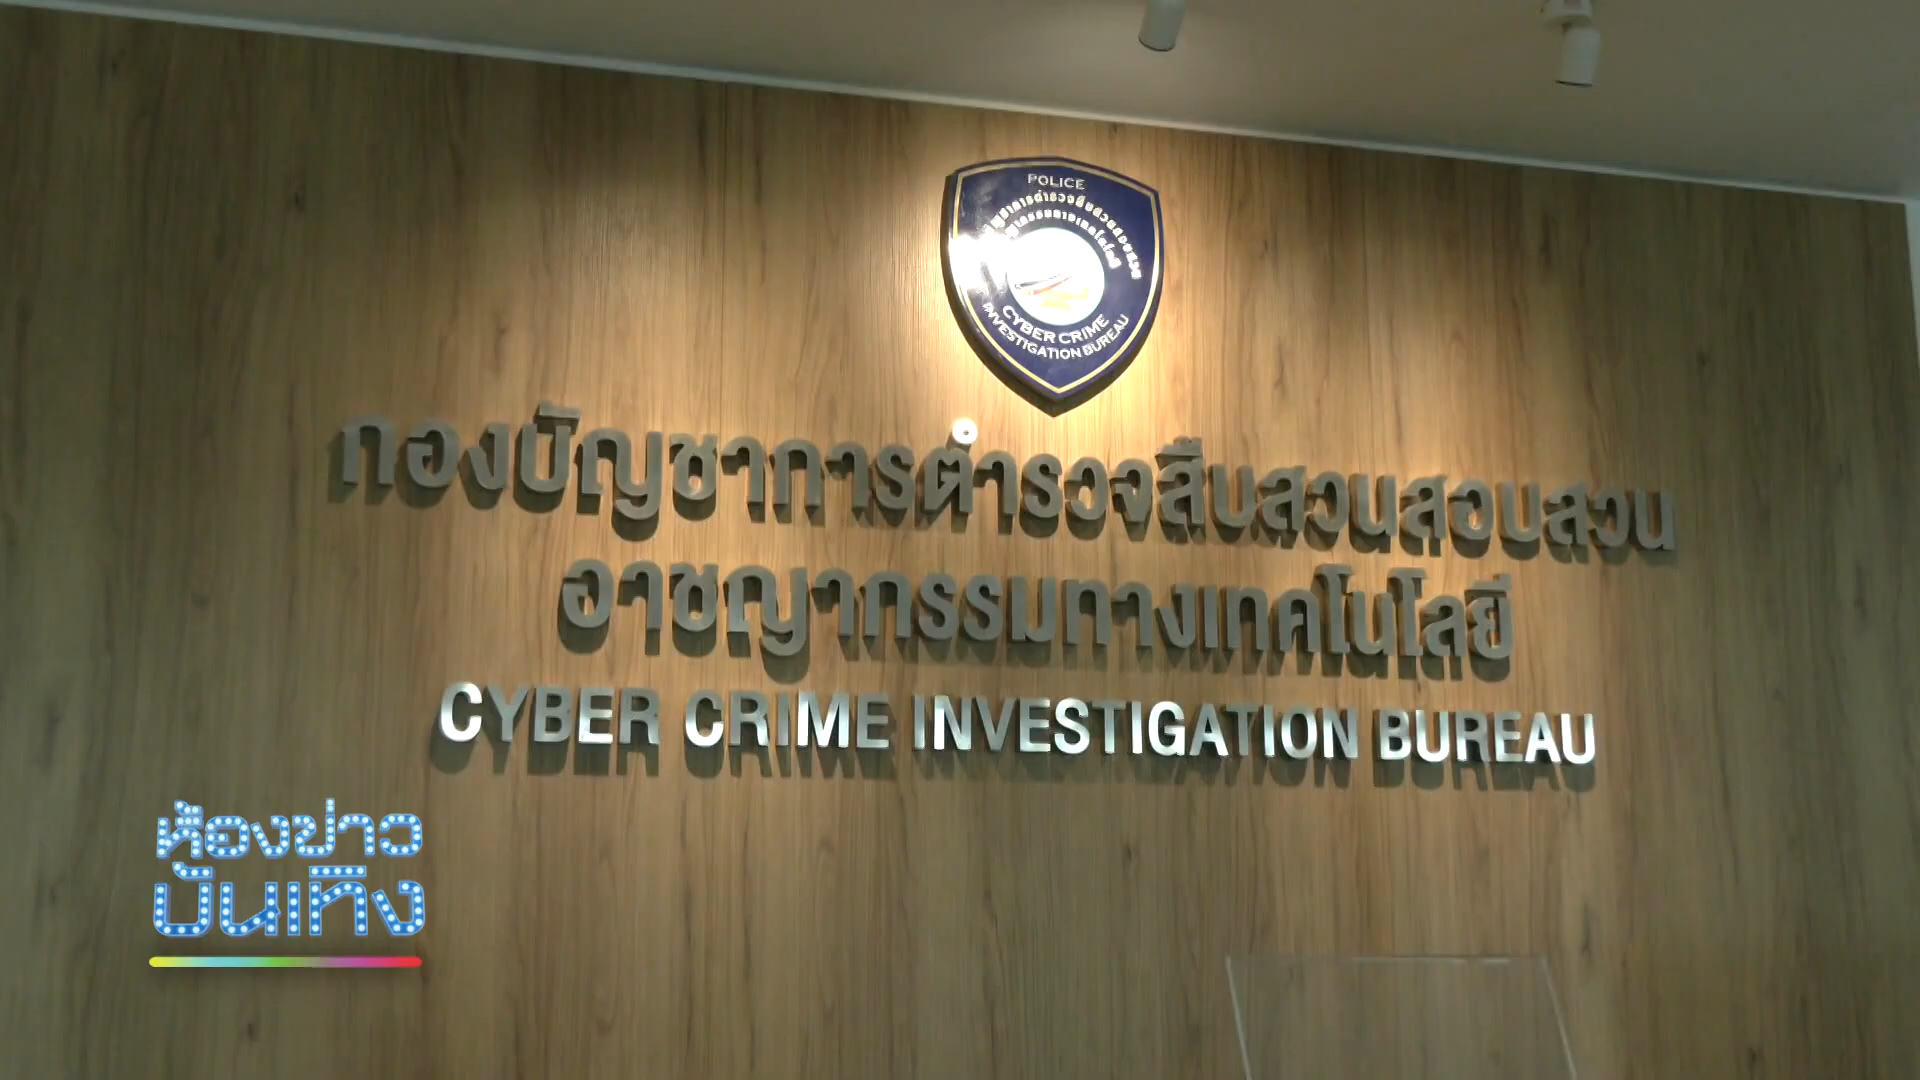 POLICE
CYBER CRIME
INVESTIGATION BUREAU
กองบัญชาการตำรวจสืบสวนสอบสวน
อาชญากรรมทางเทคโนโลยี
CYBER CRIME INVESTIGATION BUREAU
ห้องข่าว
บันเทิง